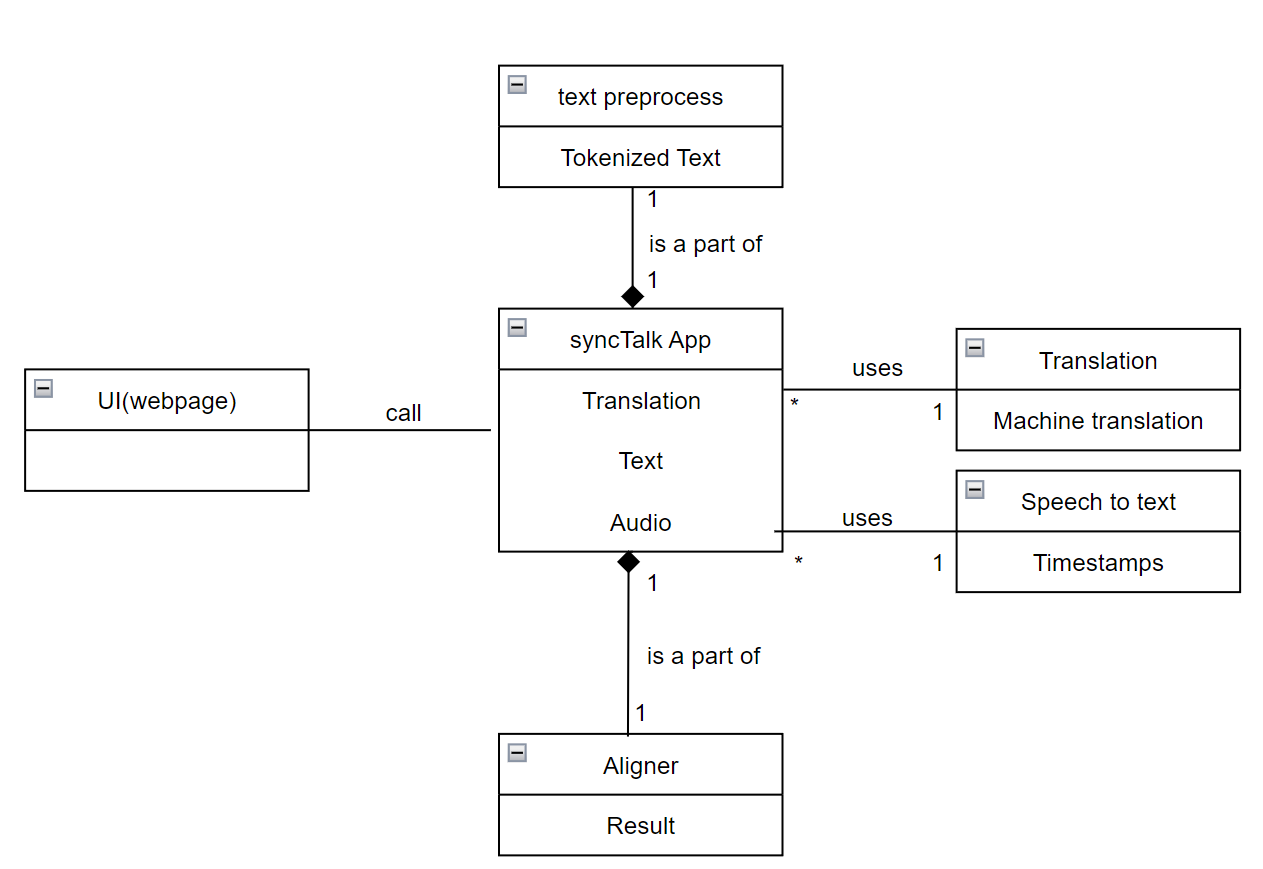 text preprocess
Tokenized Text
1
is a part of
1
syncTalk App
Translation
Text
Audio
UI(webpage)
call
uses
*
1
Translation
Machine translation
uses
*
1
Speech to text
Timestamps
1
is a part of
1
Aligner
Result